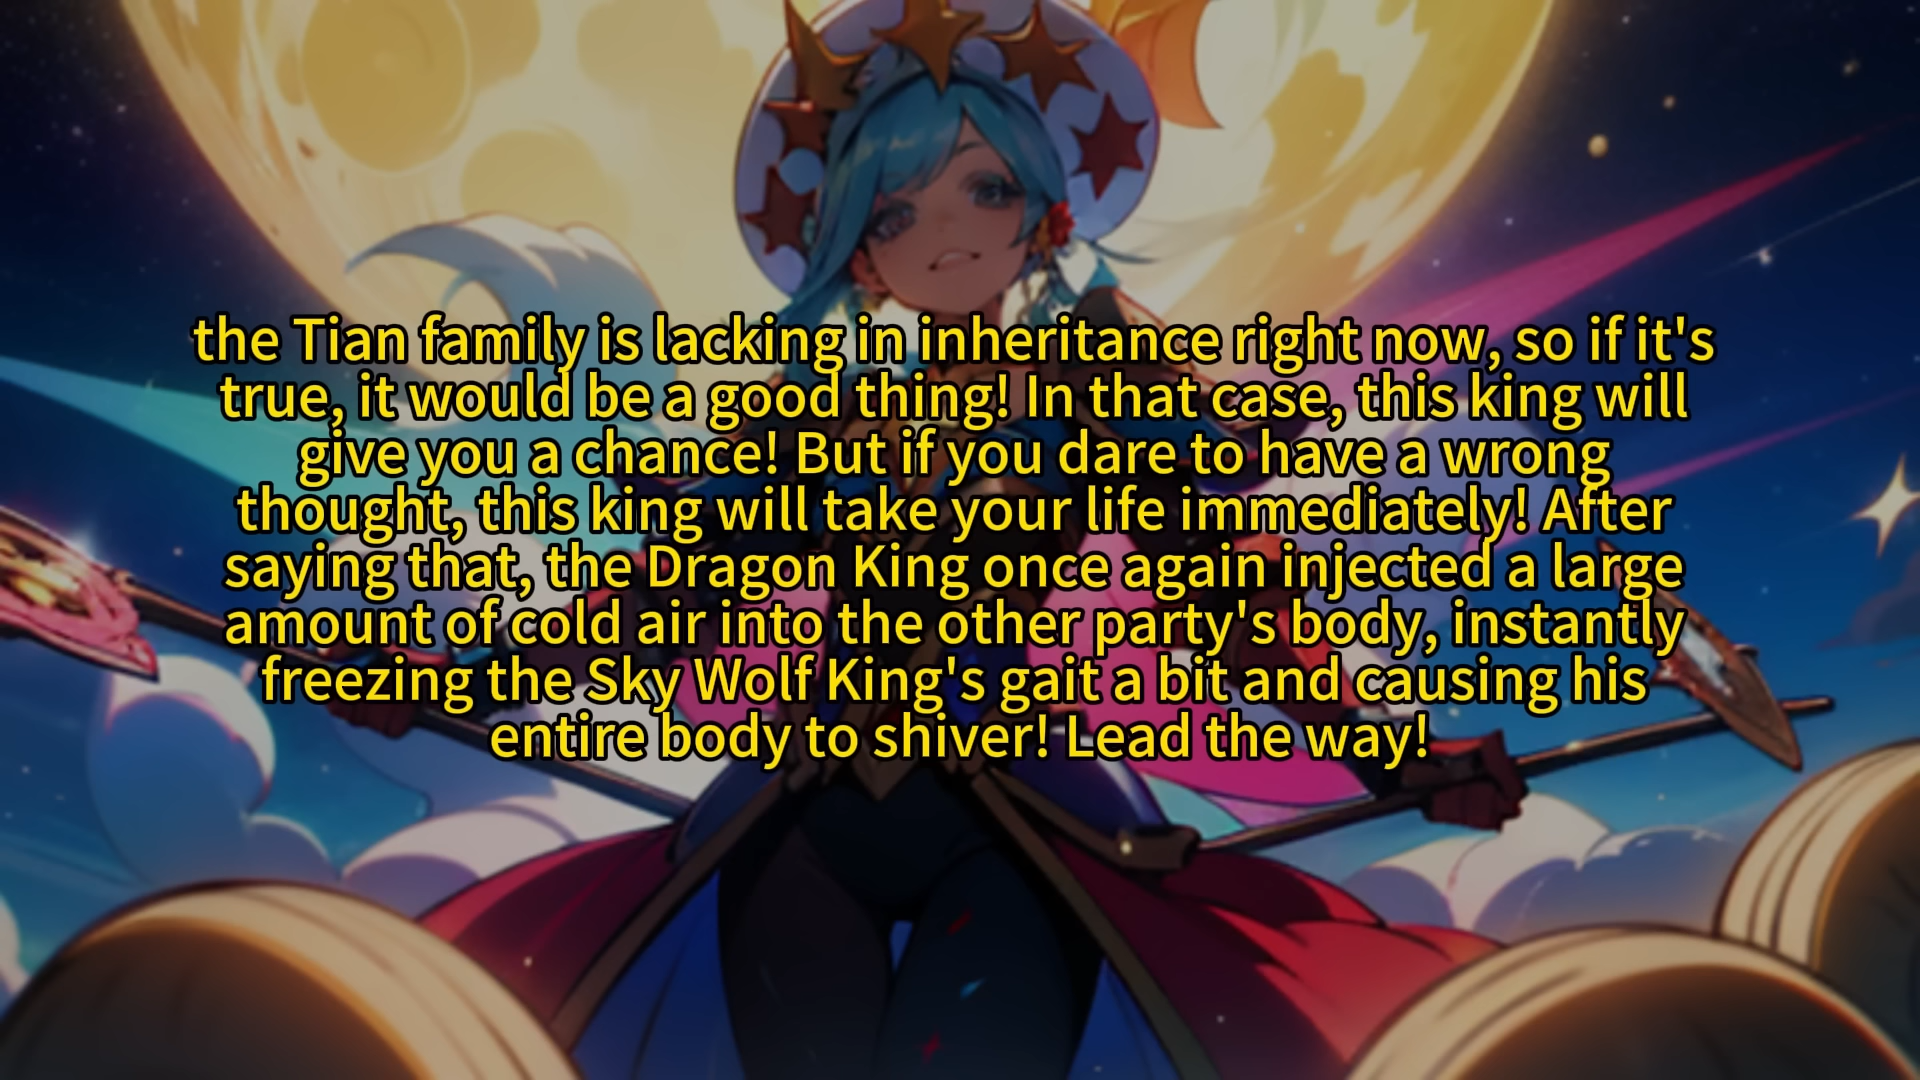 the Tian family is lacking in inheritance right now, so if it's
true, it would be a good thing! In that case, this king will
give you a chance! But if you dare to have a wrong
thought, this king will take your life immediately! After
saying that, the Dragon King once again injected a large
amount of cold air into the other party's body, instantly
freezing the Sky Wolf King's gait a bit and causing his
entire body to shiver! Lead the way!